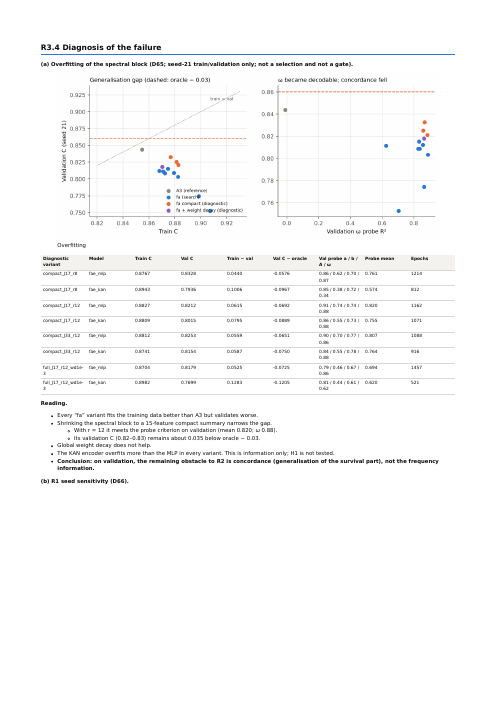 R3.4 Diagnosis of the failure
(a) Overfitting of the spectral block (D65; seed-21 train/validation only; not a selection and not a gate).
Generalisation gap (dashed: oracle − 0.03)
ω became decodable; concordance fell
train = val
0.925
0.900
0.875
0.850
0.825
0.800
0.775
0.750
Validation C (seed 21)
A3 (reference)
fa (search)
fa compact (diagnostic)
fa + weight decay (diagnostic)
0.82 0.84 0.86 0.88 0.90 0.92
Train C
0.86
0.84
0.82
0.80
0.78
0.76
0.0 0.2 0.4 0.6 0.8
Validation ω probe R²
Overfitting
Diagnostic variant Model Train C Val C Train − val Val C − oracle Val probe a / b / A / ω Probe mean Epochs
compact_J17_r8 fae_mlp 0.8767 0.8328 0.0440 -0.0576 0.86 / 0.62 / 0.70 / 0.87 0.761 1214
compact_J17_r8 fae_kan 0.8943 0.7936 0.1006 -0.0967 0.85 / 0.38 / 0.72 / 0.34 0.574 812
compact_J17_r12 fae_mlp 0.8827 0.8212 0.0615 -0.0692 0.91 / 0.74 / 0.74 / 0.88 0.820 1162
compact_J17_r12 fae_kan 0.8809 0.8015 0.0795 -0.0889 0.86 / 0.55 / 0.73 / 0.88 0.755 1071
compact_J33_r12 fae_mlp 0.8812 0.8253 0.0559 -0.0651 0.90 / 0.70 / 0.77 / 0.86 0.807 1088
compact_J33_r12 fae_kan 0.8741 0.8154 0.0587 -0.0750 0.84 / 0.55 / 0.78 / 0.88 0.764 916
full_J17_r12_wd1e-3 fae_mlp 0.8704 0.8179 0.0525 -0.0725 0.79 / 0.46 / 0.67 / 0.86 0.694 1457
full_J17_r12_wd1e-3 fae_kan 0.8982 0.7699 0.1283 -0.1205 0.81 / 0.44 / 0.61 / 0.62 0.620 521
Reading.
• Every "fa" variant fits the training data better than A3 but validates worse.
• Shrinking the spectral block to a 15-feature compact summary narrows the gap.
o With r = 12 it meets the probe criterion on validation (mean 0.820; ω 0.88).
o Its validation C (0.82–0.83) remains about 0.035 below oracle − 0.03.
• Global weight decay does not help.
• The KAN encoder overfits more than the MLP in every variant. This is information only; H1 is not tested.
• Conclusion: on validation, the remaining obstacle to R2 is concordance (generalisation of the survival part), not the frequency
information.
(b) R1 seed sensitivity (D66).